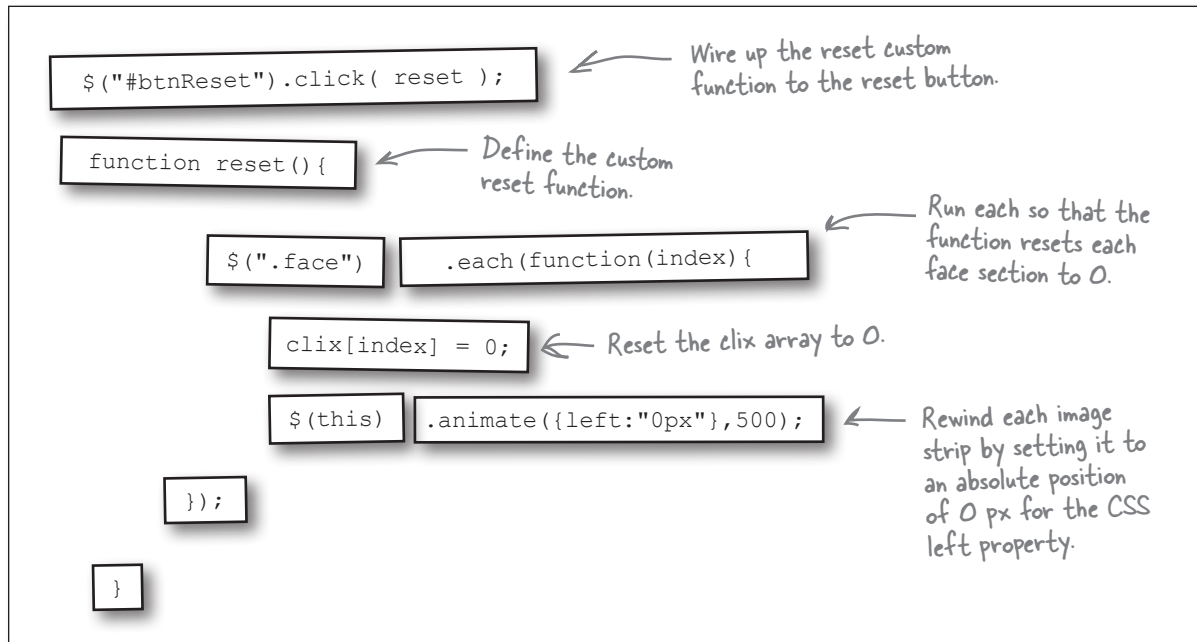 $("#btnReset").click( reset );
Wire up the reset custom
function to the reset button.
function reset(){
Define the custom
reset function.
$(".face")
.each(function(index){
Run each so that the
function resets each
face section to 0.
clix[index] = 0;
Reset the clix array to 0.
$(this)
.animate({left:"0px"},500);
Rewind each image
strip by setting it to
an absolute position
of 0 px for the CSS
left property.
});
}